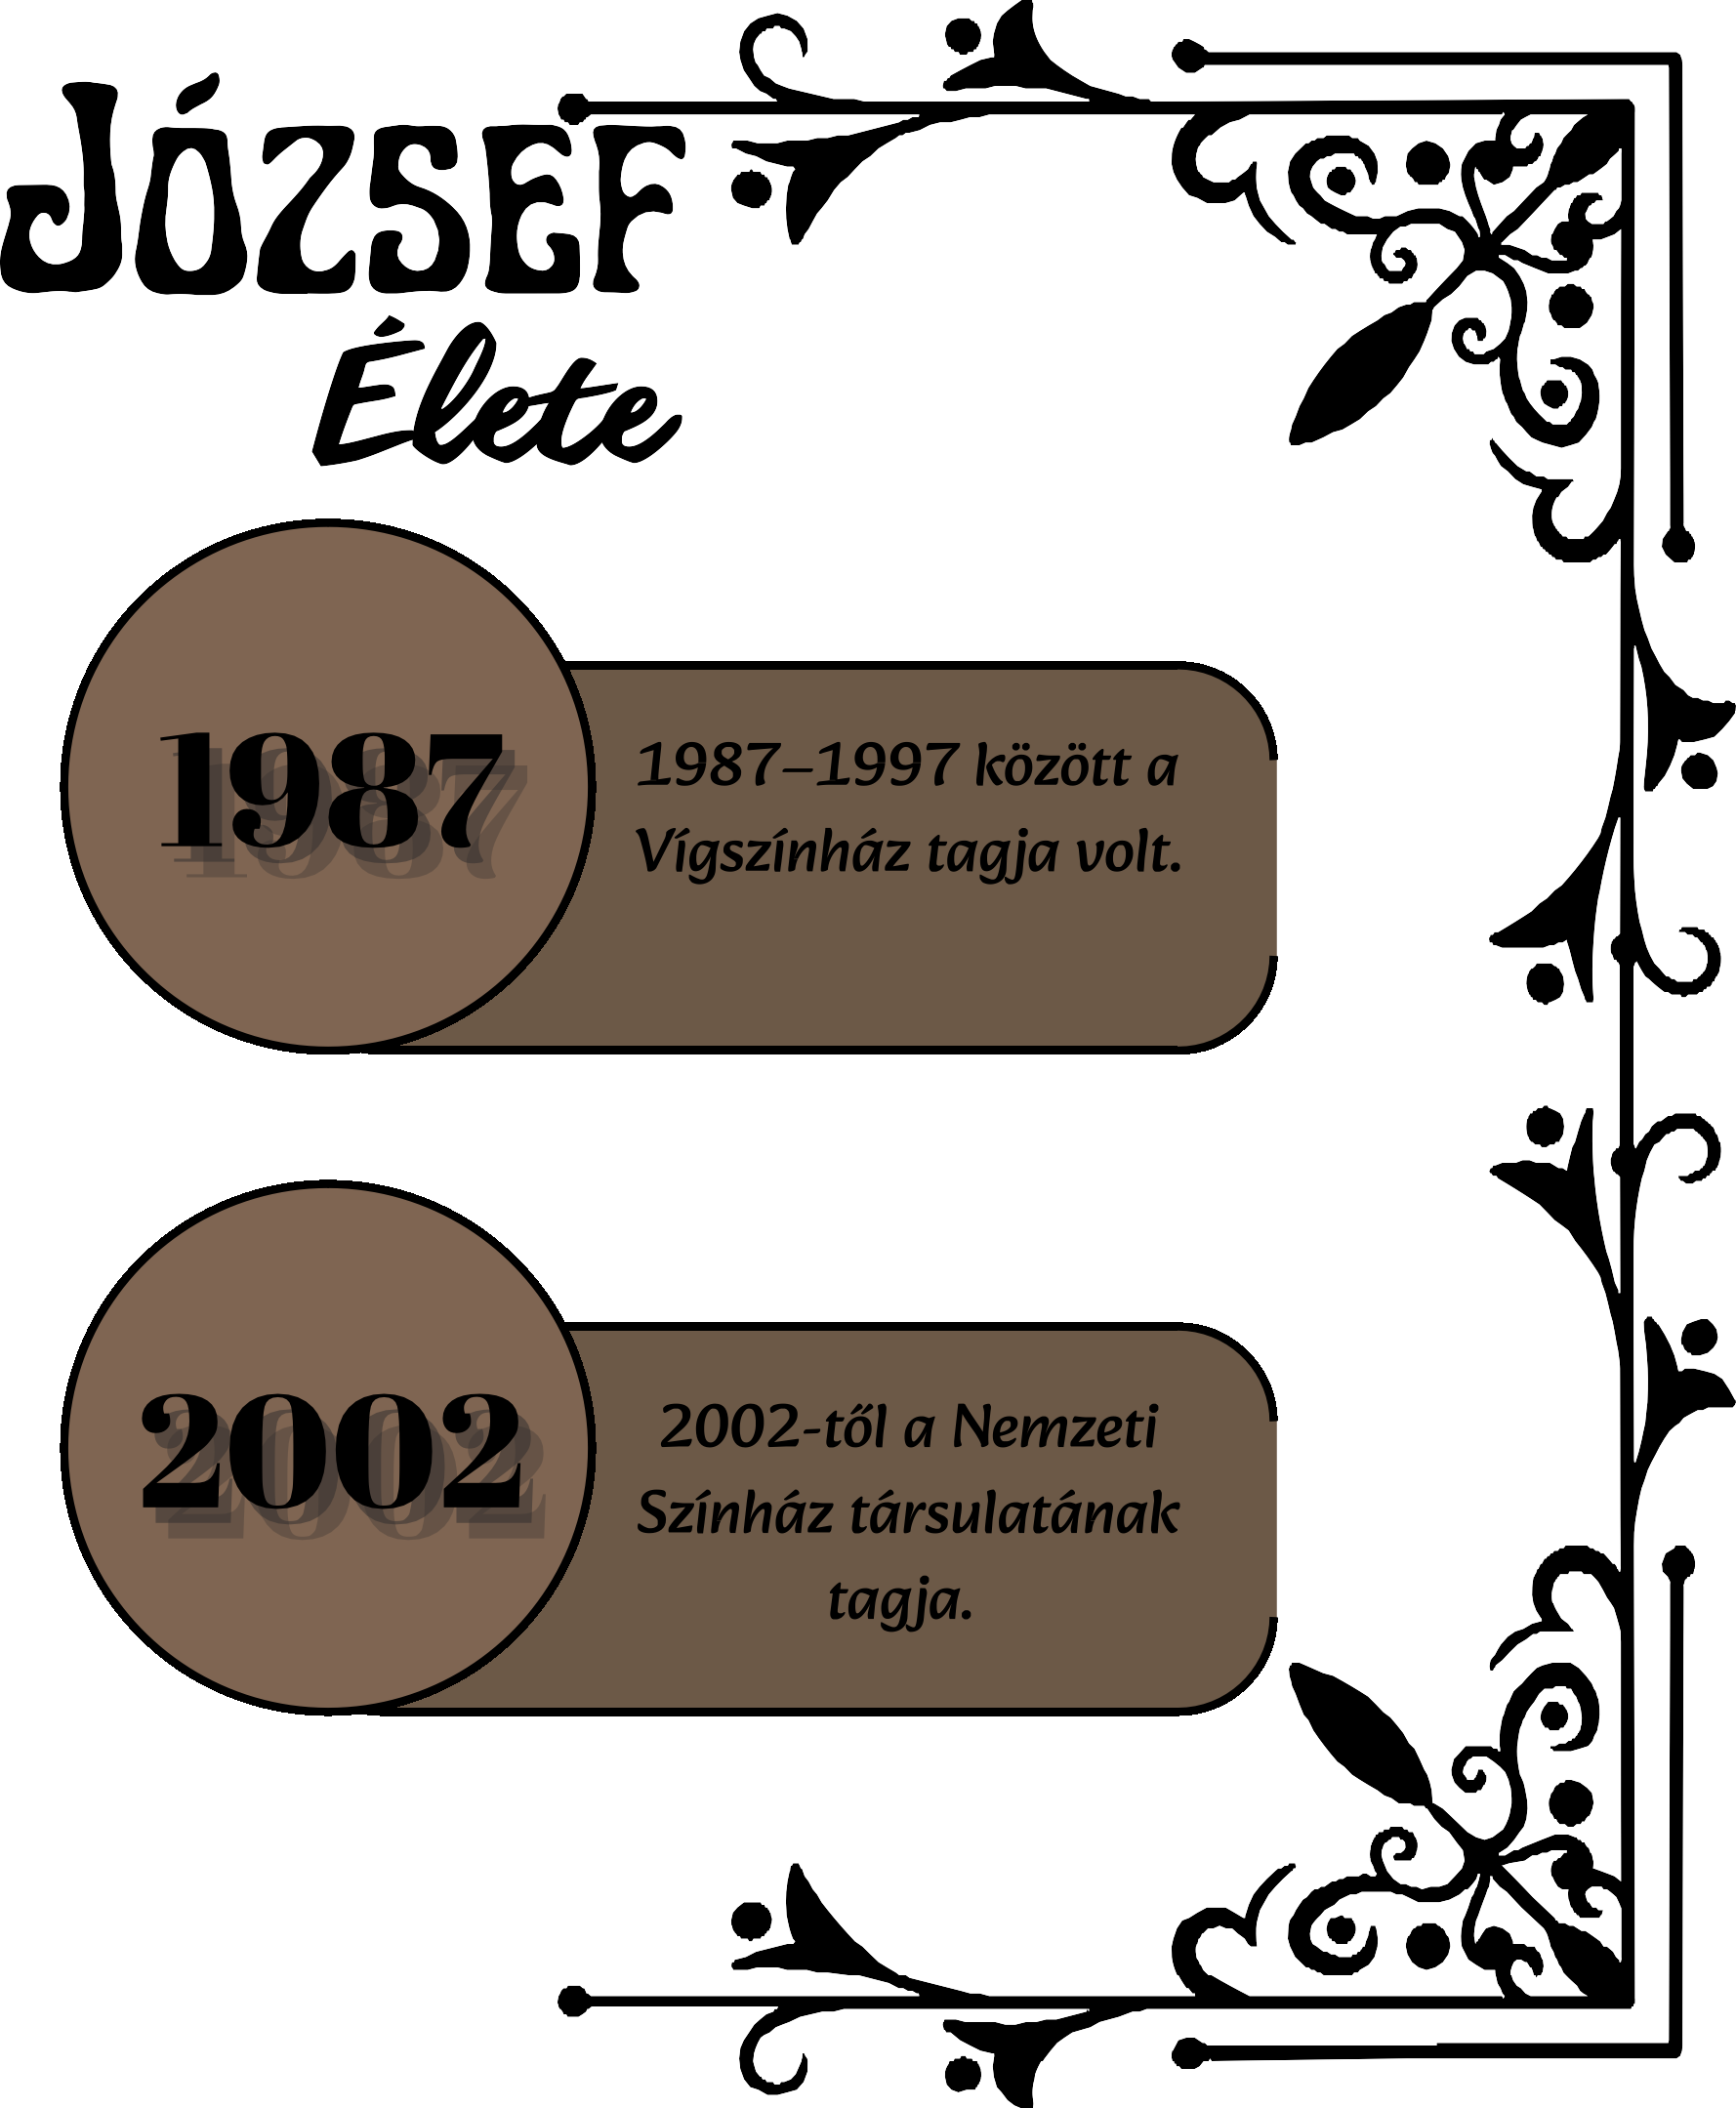 József
Élete
1987
1987–1997 között a
Vígszínház tagja volt.
2002
2002-től a Nemzeti
Színház társulatának
tagja.